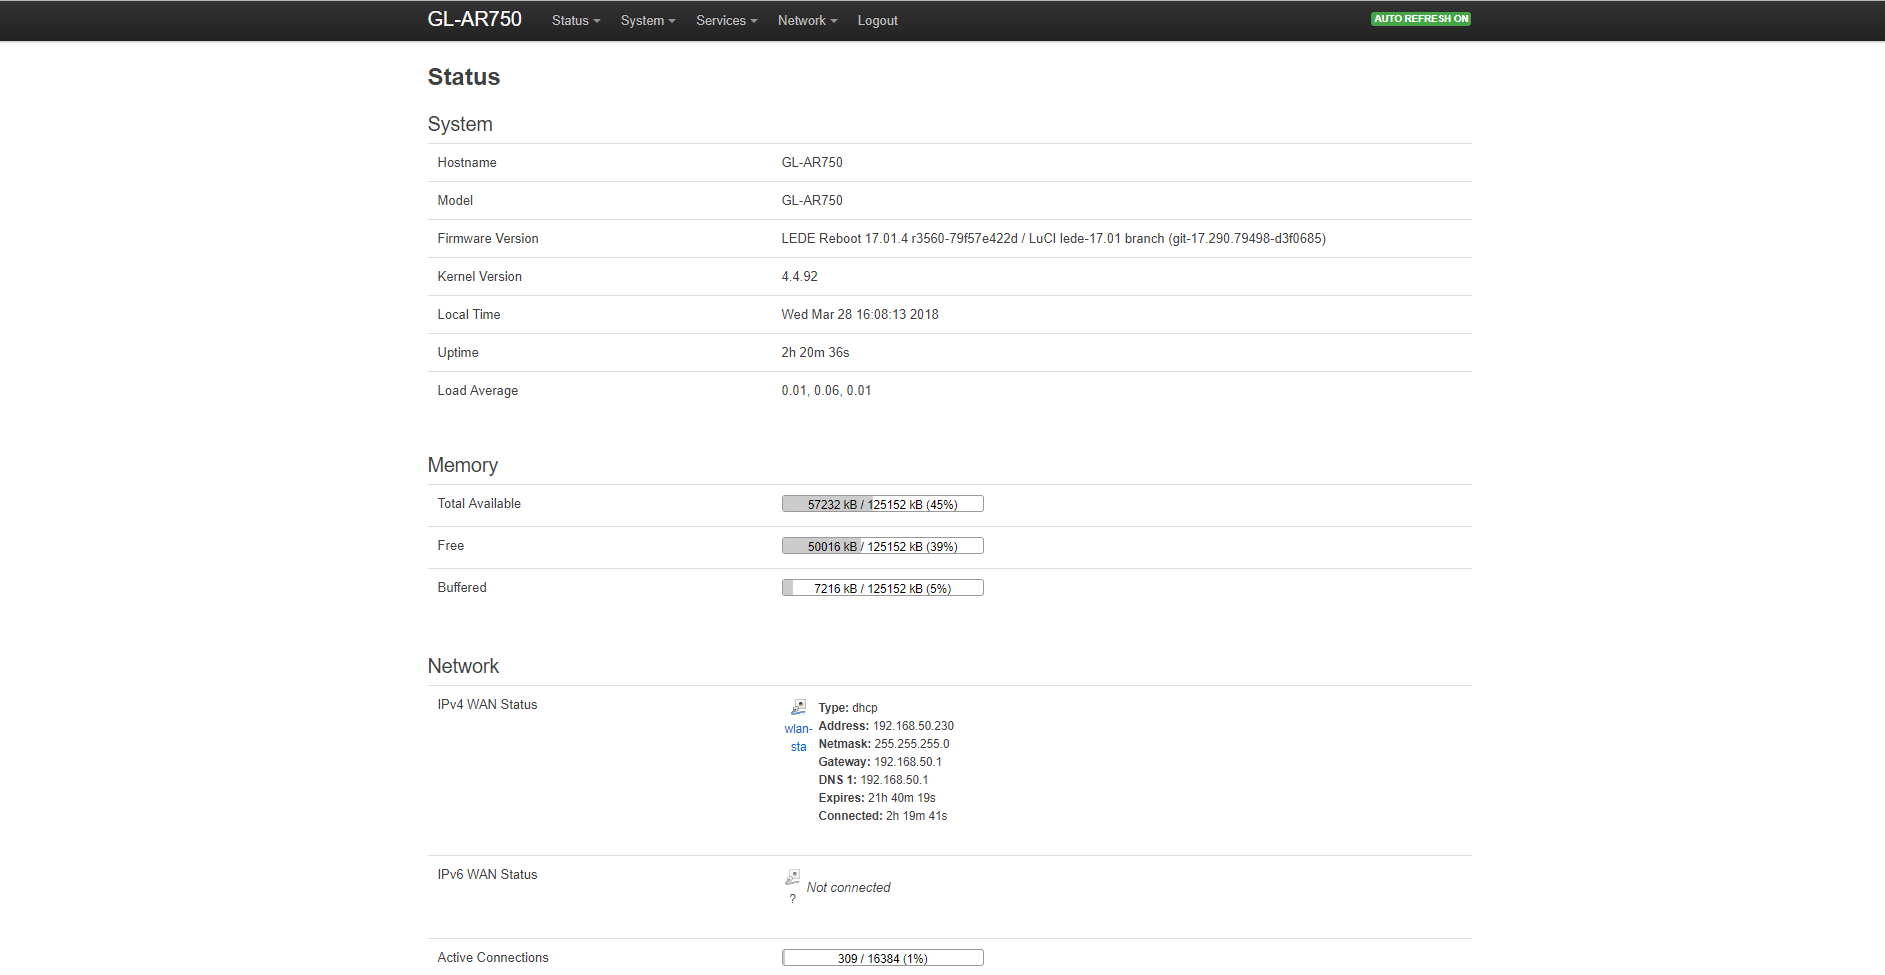 GL-AR750 Status System Services Network Logout AUTO REFRESH ON
Status
System
Hostname GL-AR750
Model GL-AR750
Firmware Version LEDE Reboot 17.01.4 r3560-79f57e422d / LuCI lede-17.01 branch (git-17.290.79498-d3f0685)
Kernel Version 4.4.92
Local Time Wed Mar 28 16:08:13 2018
Uptime 2h 20m 36s
Load Average 0.01, 0.06, 0.01
Memory
Total Available 57232 kB / 125152 kB (45%)
Free 50016 kB / 125152 kB (39%)
Buffered 7216 kB / 125152 kB (5%)
Network
IPv4 WAN Status
wlan-
sta
Type: dhcp
Address: 192.168.50.230
Netmask: 255.255.255.0
Gateway: 192.168.50.1
DNS 1: 192.168.50.1
Expires: 21h 40m 19s
Connected: 2h 19m 41s
IPv6 WAN Status
? Not connected
Active Connections 309 / 16384 (1%)